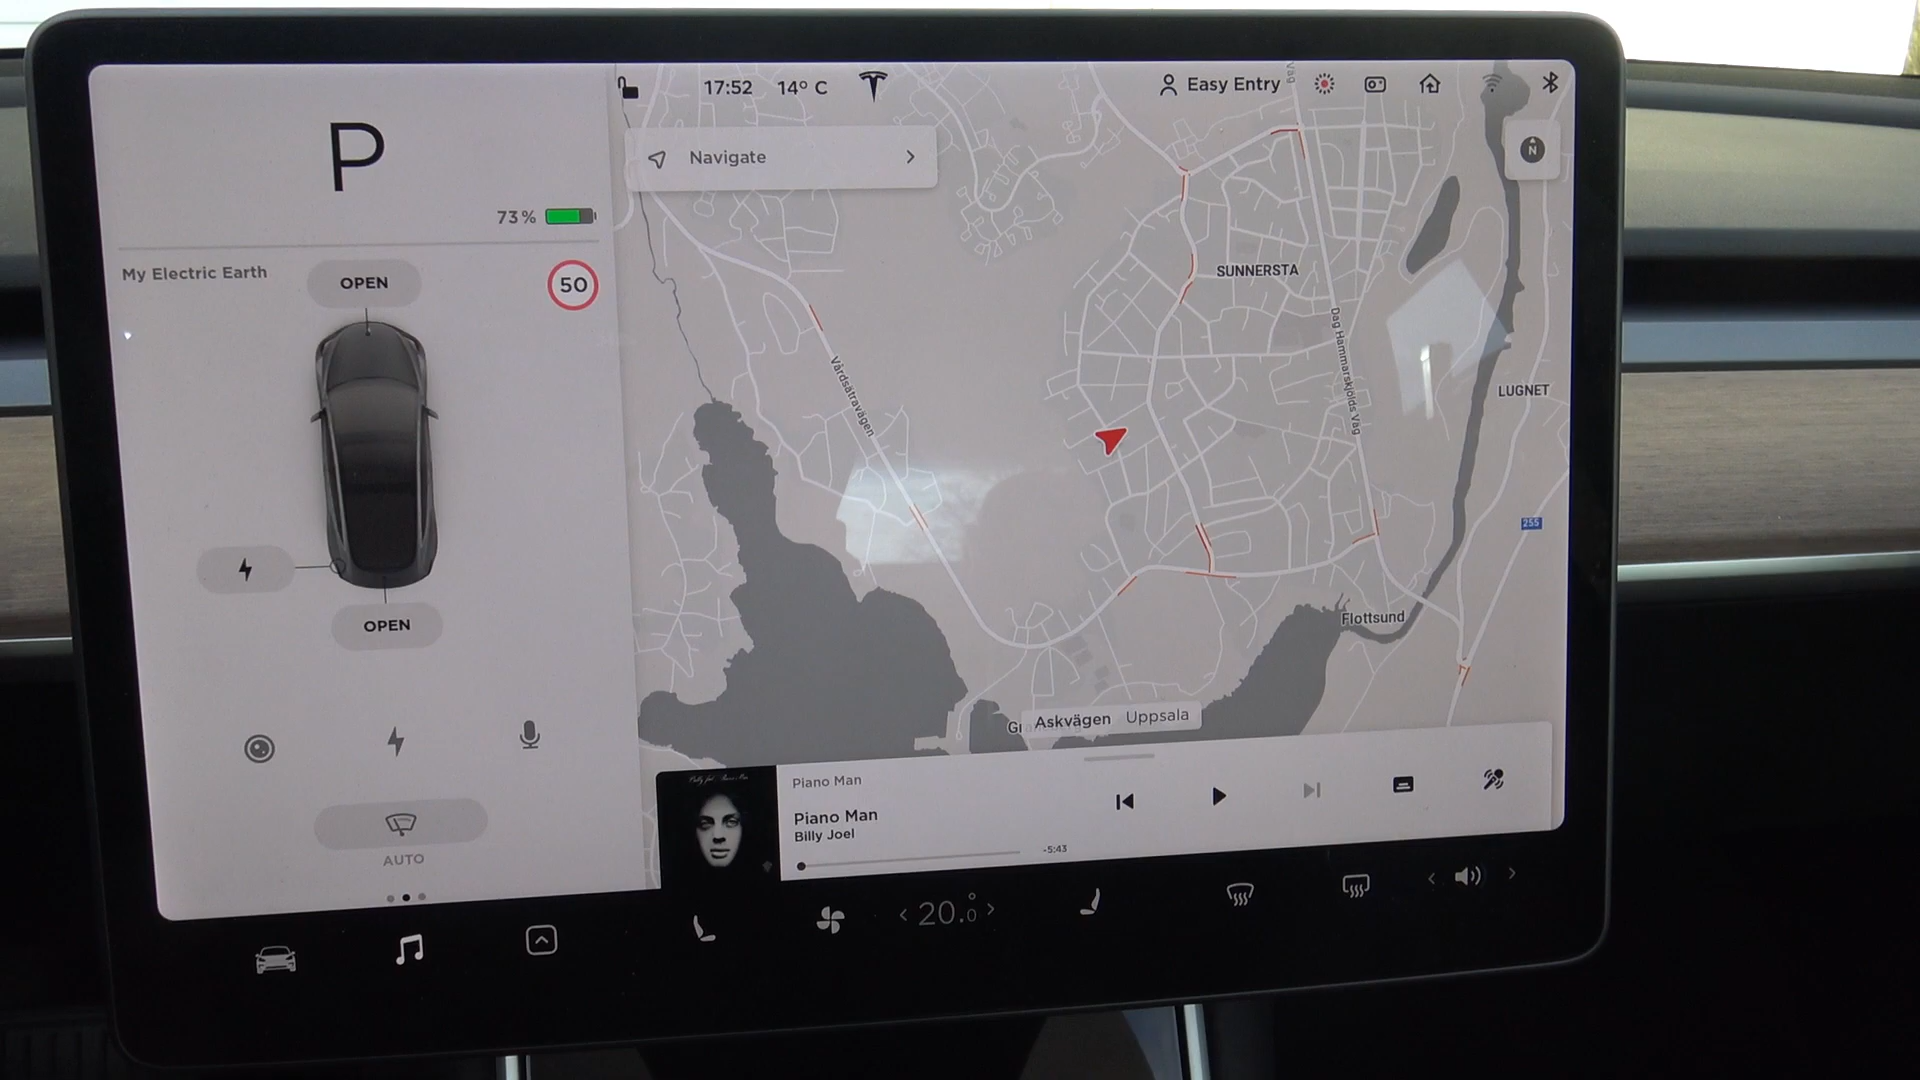 P
17:52 14° C
Easy Entry
Väg
Navigate
N
73 %
My Electric Earth
OPEN
50
SUNNERSTA
Dag Hammarskjölds Väg
Vårdsätravägen
LUGNET
255
OPEN
Flottsund
Askvägen Uppsala
AUTO
Piano Man
Piano Man
Billy Joel
-5:43
20.0°